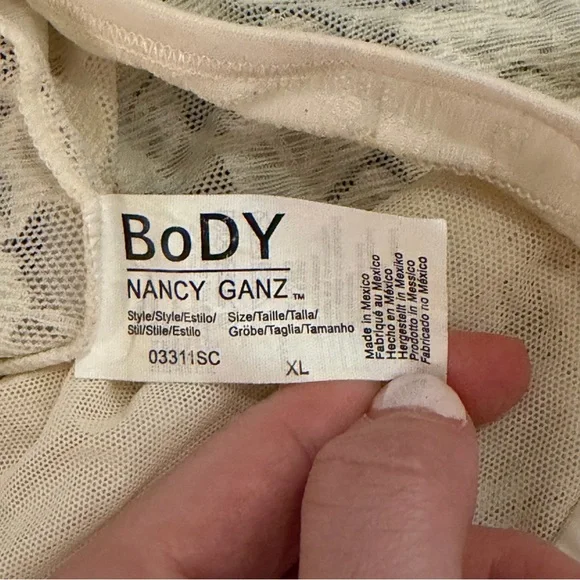 BoDY
NANCY GANZ™
Style/Style/Estilo/
Stil/Stile/Estilo
Size/Taille/Talla/
Gröbe/Taglia/Tamanho
03311SC
XL
Made in Mexico
Fabriqué au Mexico
Hecho en México
Hergestellt in Mexiko
Prodotto in Messico
Fabricado no México